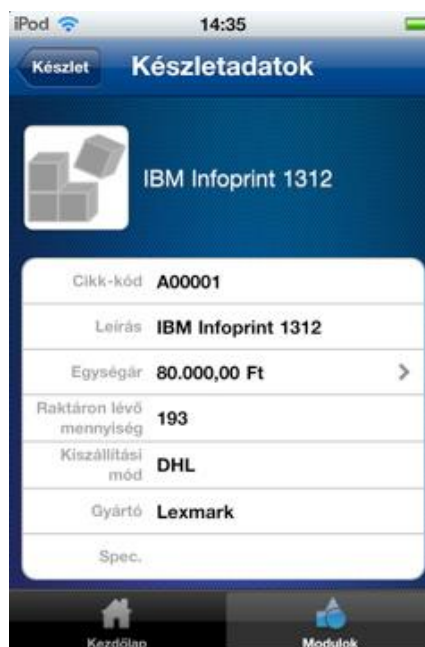 iPod 14:35
Készlet Készletadatok
IBM Infoprint 1312
Cikk-kód A00001
Leírás IBM Infoprint 1312
Egységár 80.000,00 Ft
Raktáron lévő
mennyiség 193
Kiszállítási
mód DHL
Gyártó Lexmark
Spec.
Kezdőlap Modulok